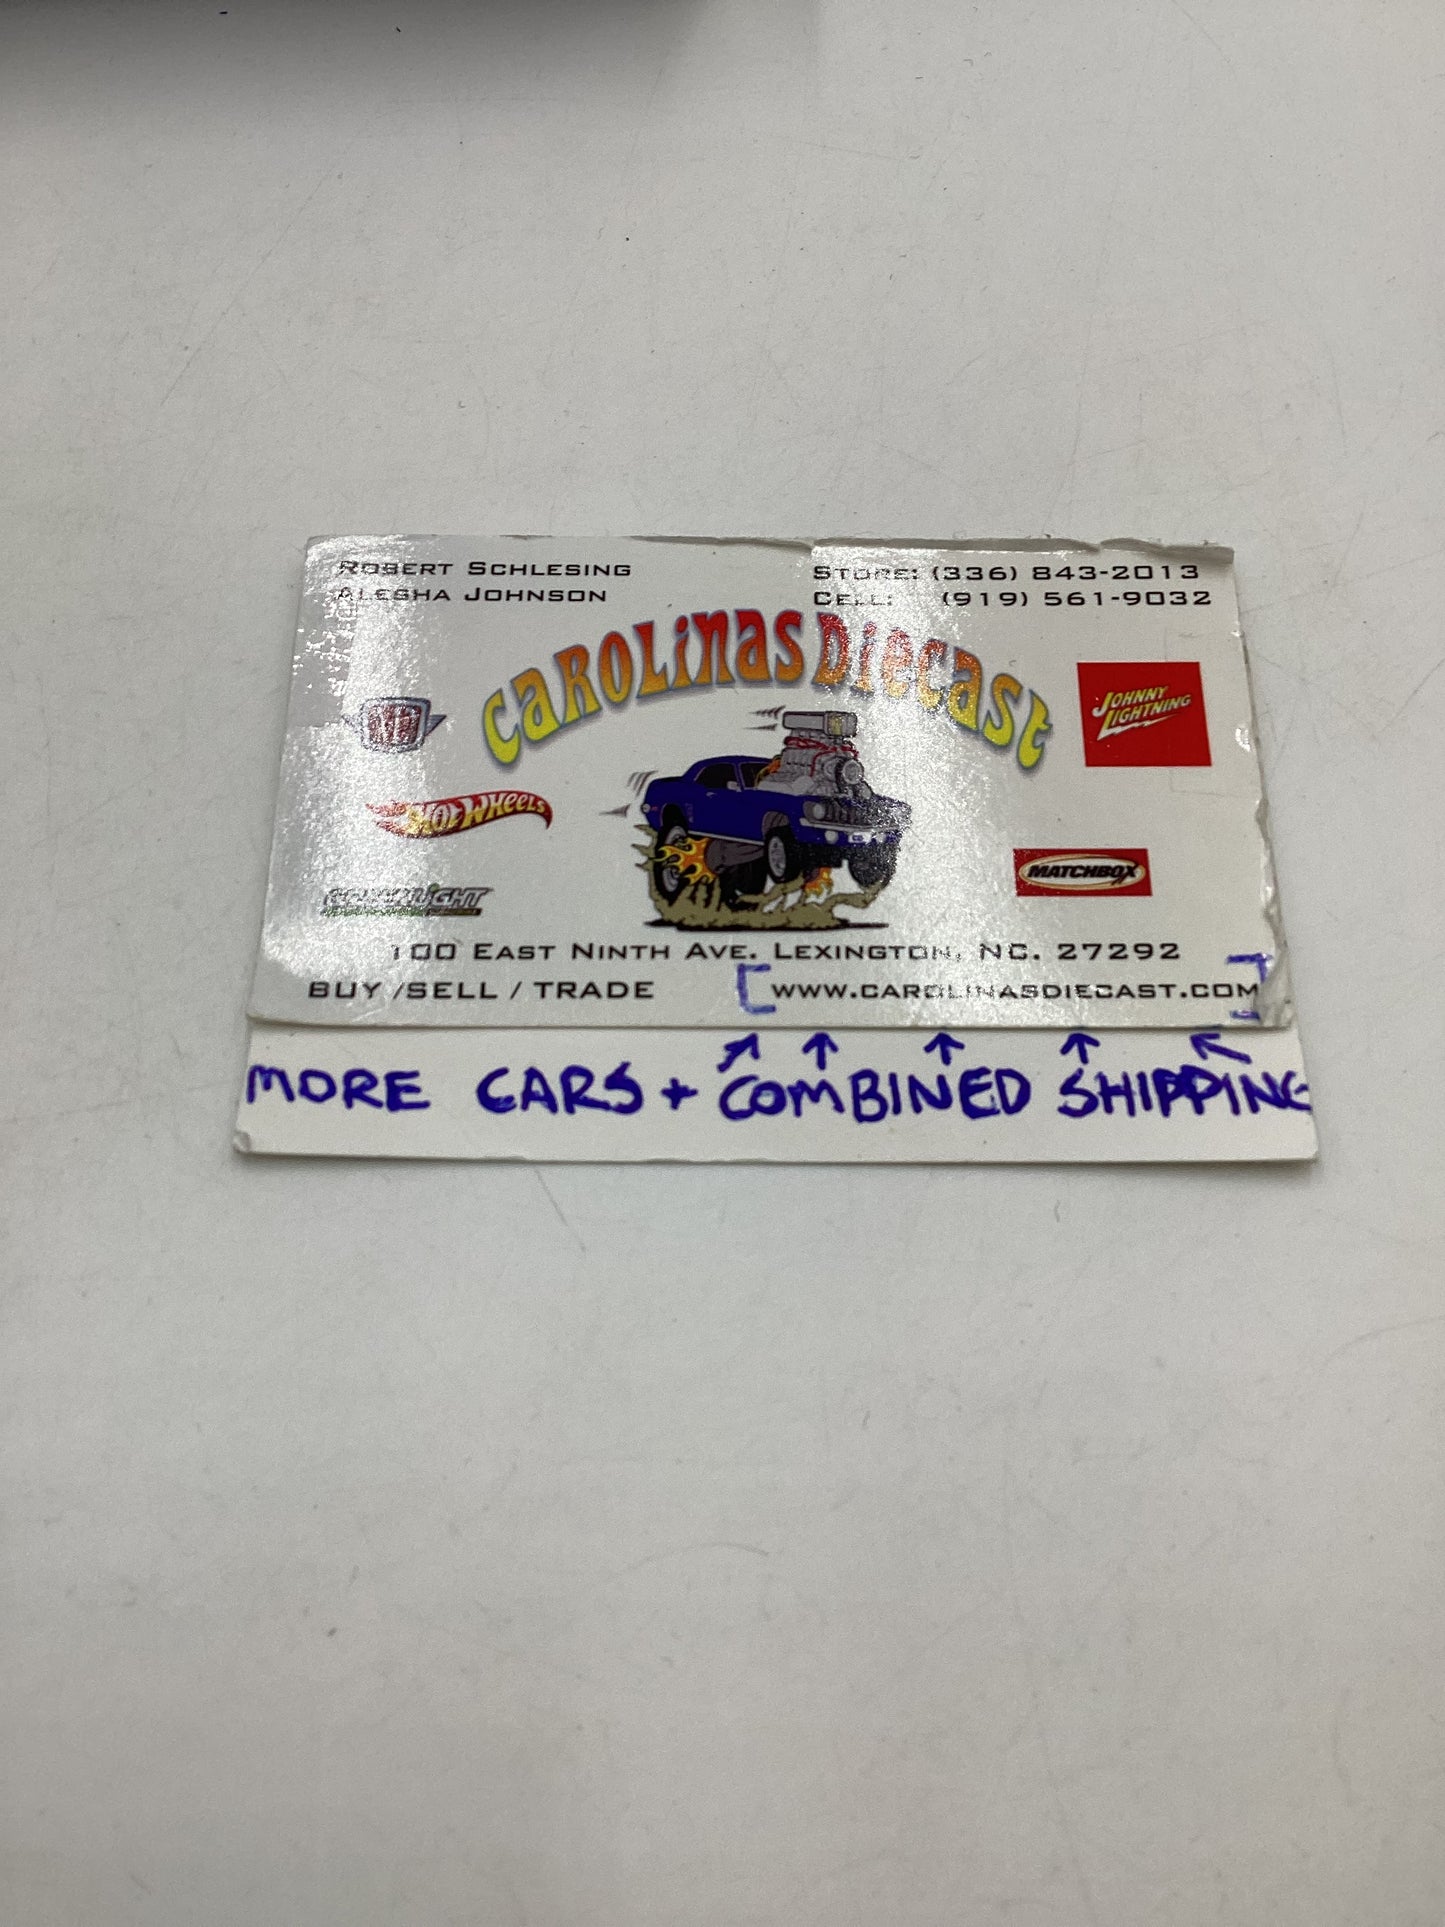 ROBERT SCHLESING
ALESHA JOHNSON
STORE: (336) 843-2013
CELL: (919) 561-9032
CAROLINAS DIECAST
JOHNNY
LIGHTNING
HOT WHEELS
MATCHBOX
GREENLIGHT
100 EAST NINTH AVE. LEXINGTON, NC. 27292
BUY /SELL / TRADE
[WWW.CAROLINASDIECAST.COM]
MORE CARS + COMBINED SHIPPING